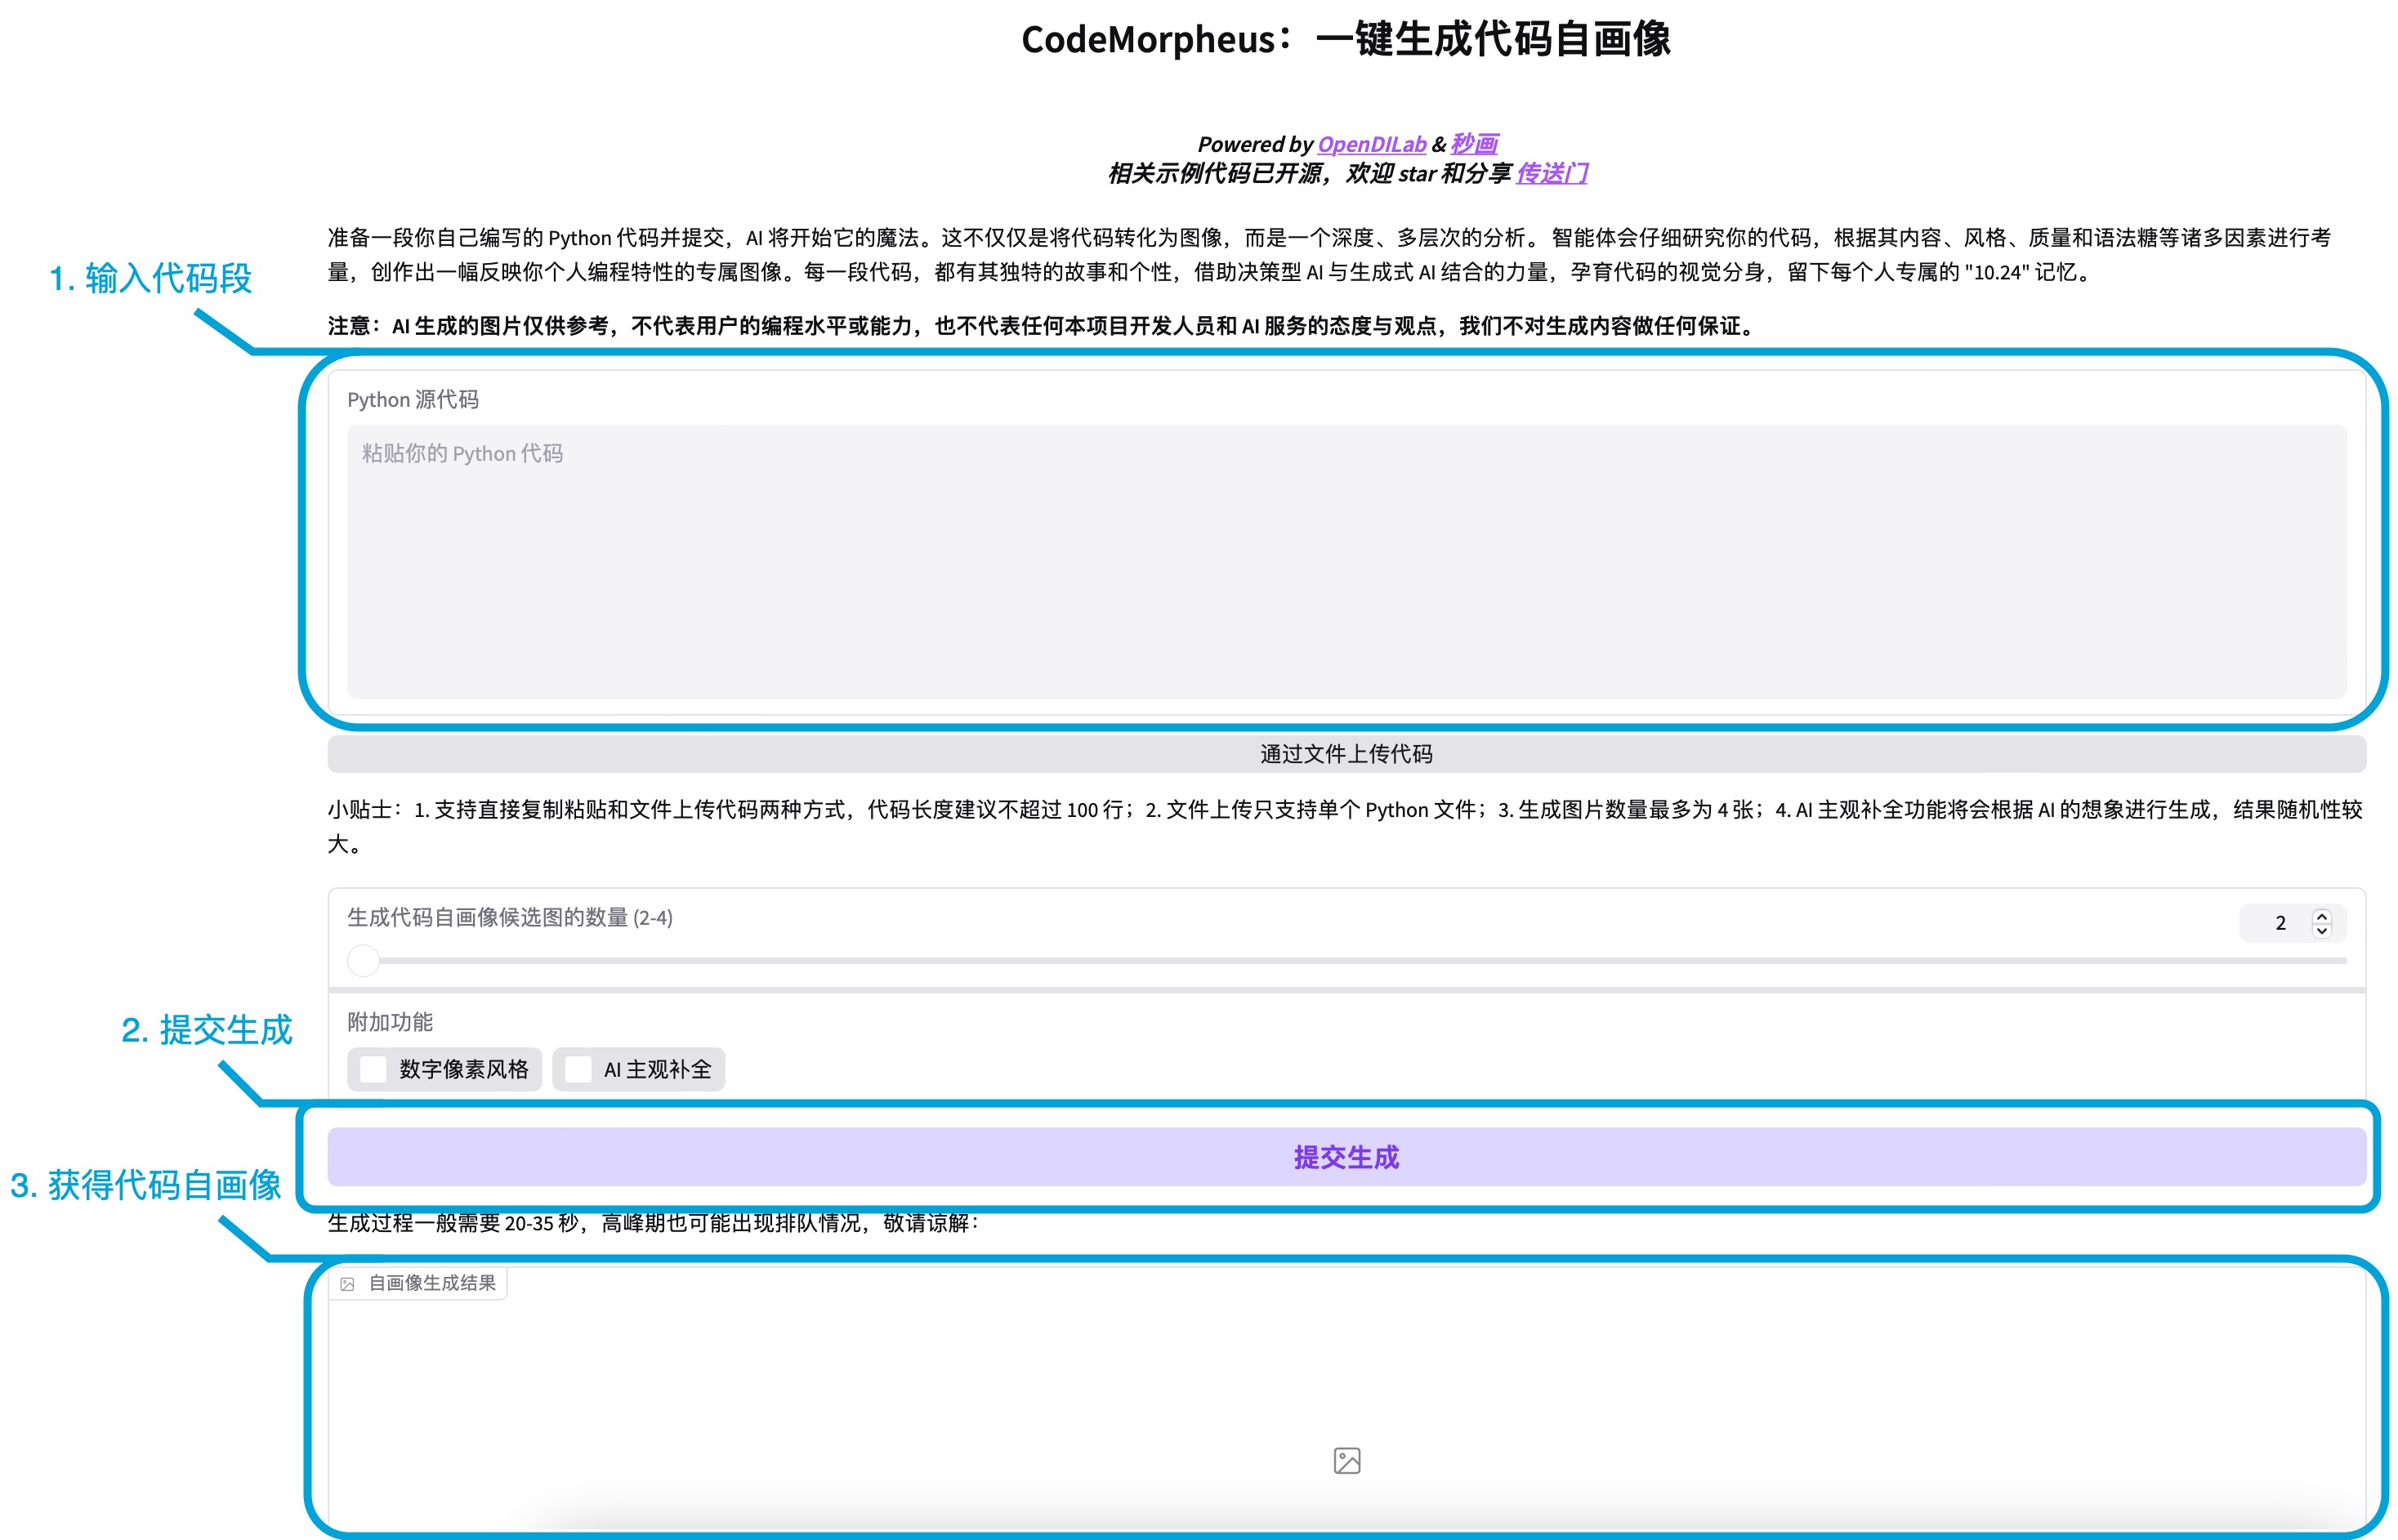 CodeMorpheus：一键生成代码自画像
Powered by OpenDILab & 秒画
相关示例代码已开源，欢迎 star 和分享 传送门
准备一段你自己编写的 Python 代码并提交，AI 将开始它的魔法。这不仅仅是将代码转化为图像，而是一个深度、多层次的分析。 智能体会仔细研究你的代码，根据其内容、风格、质量和语法糖等诸多因素进行考
量，创作出一幅反映你个人编程特性的专属图像。每一段代码，都有其独特的故事和个性，借助决策型 AI 与生成式 AI 结合的力量，孕育代码的视觉分身，留下每个人专属的 "10.24" 记忆。
1. 输入代码段
注意：AI 生成的图片仅供参考，不代表用户的编程水平或能力，也不代表任何本项目开发人员和 AI 服务的态度与观点，我们不对生成内容做任何保证。
Python 源代码
粘贴你的 Python 代码
通过文件上传代码
小贴士：1. 支持直接复制粘贴和文件上传代码两种方式，代码长度建议不超过 100 行；2. 文件上传只支持单个 Python 文件；3. 生成图片数量最多为 4 张；4. AI 主观补全功能将会根据 AI 的想象进行生成，结果随机性较
大。
生成代码自画像候选图的数量 (2-4)
2
附加功能
数字像素风格
AI 主观补全
2. 提交生成
提交生成
3. 获得代码自画像
生成过程一般需要 20-35 秒，高峰期也可能出现排队情况，敬请谅解：
自画像生成结果